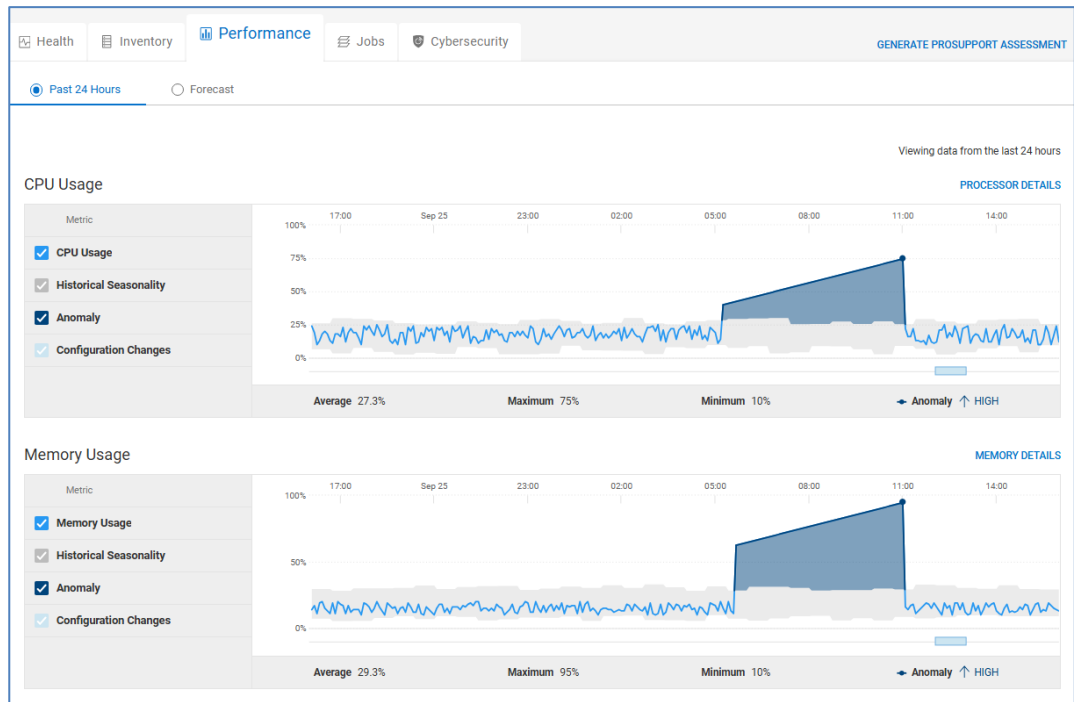 Health
Inventory
Performance
Jobs
Cybersecurity
GENERATE PROSUPPORT ASSESSMENT
Past 24 Hours
Forecast
Viewing data from the last 24 hours
CPU Usage
PROCESSOR DETAILS
Metric
CPU Usage
Historical Seasonality
Anomaly
Configuration Changes
17:00 Sep 25 23:00 02:00 05:00 08:00 11:00 14:00
100%
75%
50%
25%
0%
Average 27.3% Maximum 75% Minimum 10% Anomaly HIGH
Memory Usage
MEMORY DETAILS
Metric
Memory Usage
Historical Seasonality
Anomaly
Configuration Changes
17:00 Sep 25 23:00 02:00 05:00 08:00 11:00 14:00
100%
50%
0%
Average 29.3% Maximum 95% Minimum 10% Anomaly HIGH